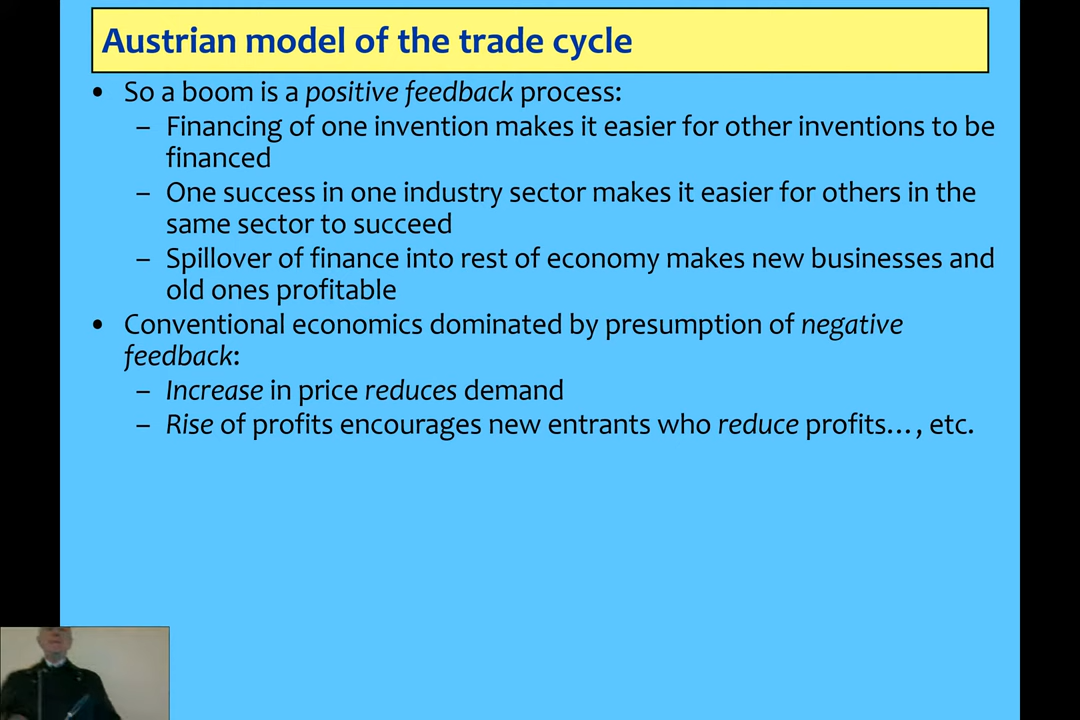 Austrian model of the trade cycle
• So a boom is a positive feedback process:
– Financing of one invention makes it easier for other inventions to be
financed
– One success in one industry sector makes it easier for others in the
same sector to succeed
– Spillover of finance into rest of economy makes new businesses and
old ones profitable
• Conventional economics dominated by presumption of negative
feedback:
– Increase in price reduces demand
– Rise of profits encourages new entrants who reduce profits…, etc.